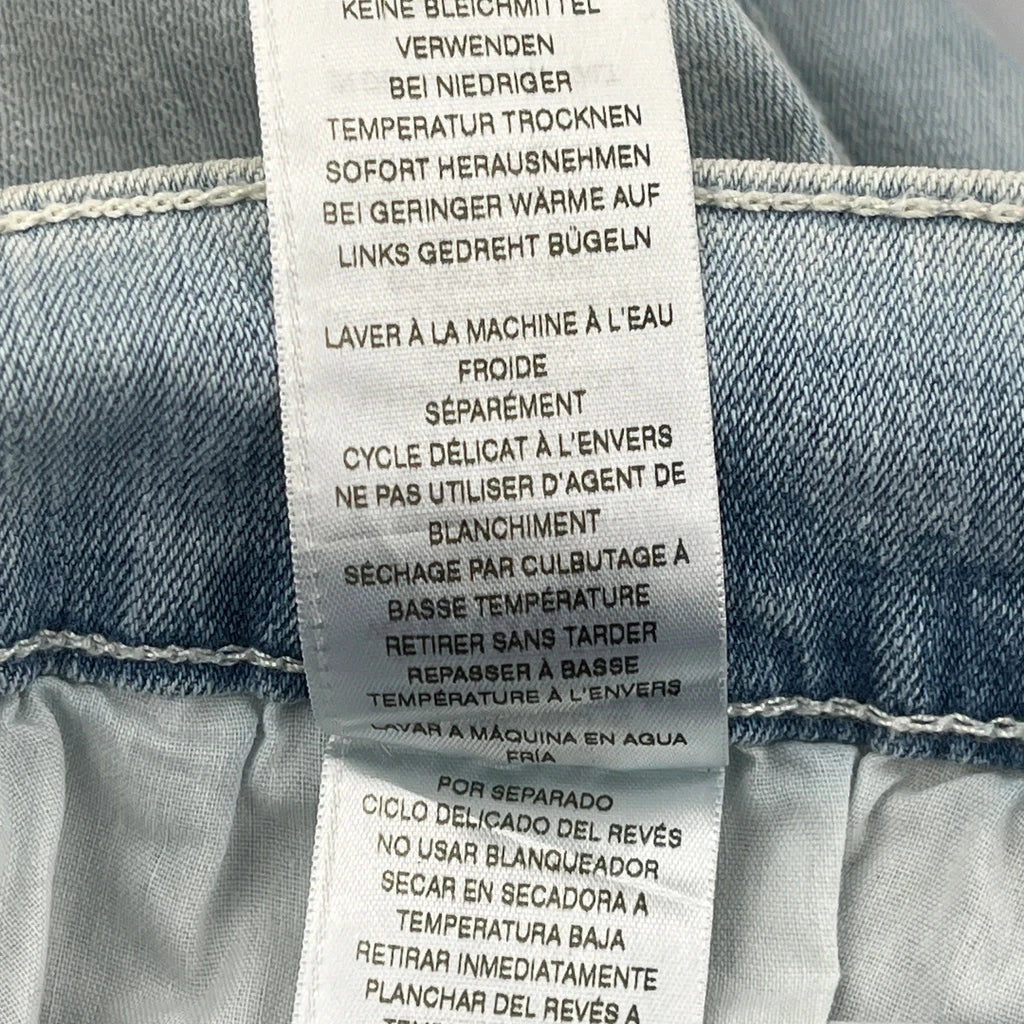 KEINE BLEICHMITTEL
VERWENDEN
BEI NIEDRIGER
TEMPERATUR TROCKNEN
SOFORT HERAUSNEHMEN
BEI GERINGER WÄRME AUF
LINKS GEDREHT BÜGELN
LAVER À LA MACHINE À L'EAU
FROIDE
SÉPARÉMENT
CYCLE DÉLICAT À L'ENVERS
NE PAS UTILISER D'AGENT DE
BLANCHIMENT
SÉCHAGE PAR CULBUTAGE À
BASSE TEMPÉRATURE
RETIRER SANS TARDER
REPASSER À BASSE
TEMPÉRATURE À L'ENVERS
LAVAR A MÁQUINA EN AGUA
FRÍA
POR SEPARADO
CICLO DELICADO DEL REVÉS
NO USAR BLANQUEADOR
SECAR EN SECADORA A
TEMPERATURA BAJA
RETIRAR INMEDIATAMENTE
PLANCHAR DEL REVÉS A